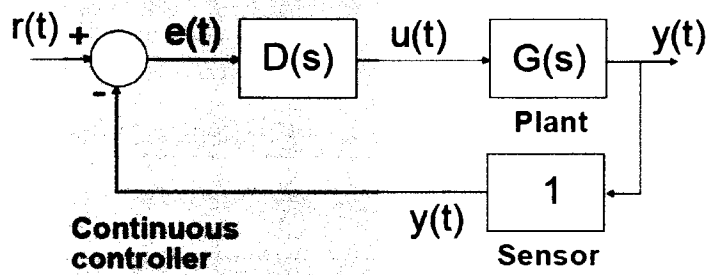 r(t) + e(t) D(s) u(t) G(s) y(t)
-
Plant
1
y(t)
Continuous
controller
Sensor